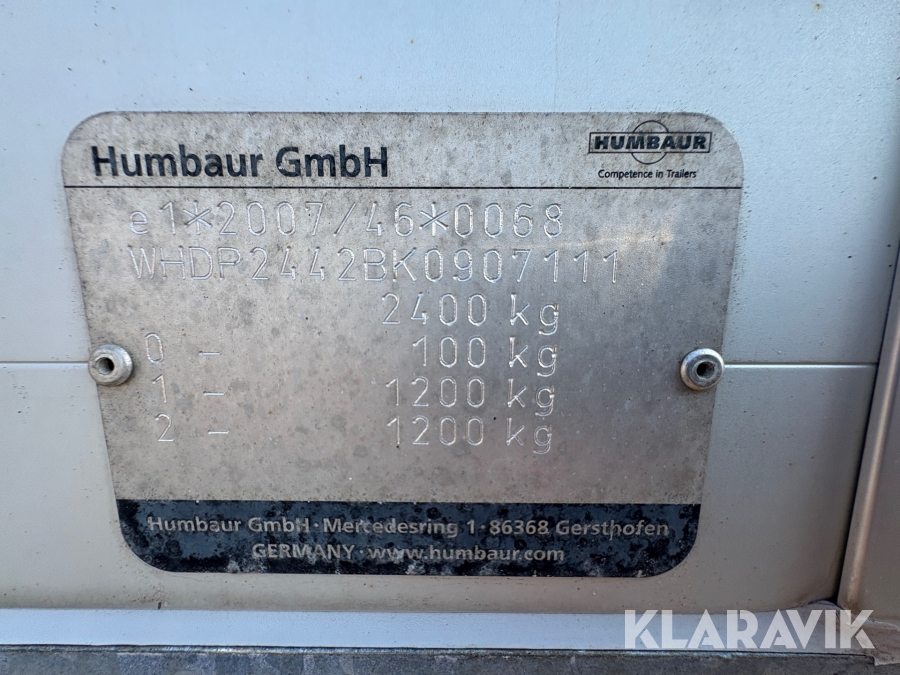 Humbaur GmbH
HUMBAUR
Competence in Trailers
e1*2007/46*0068
WHDP2442BK0907111
2400 kg
0 - 100 kg
1 - 1200 kg
2 - 1200 kg
Humbaur GmbH · Mercedesring 1 · 86368 Gersthofen
GERMANY · www.humbaur.com
KLARAVIK